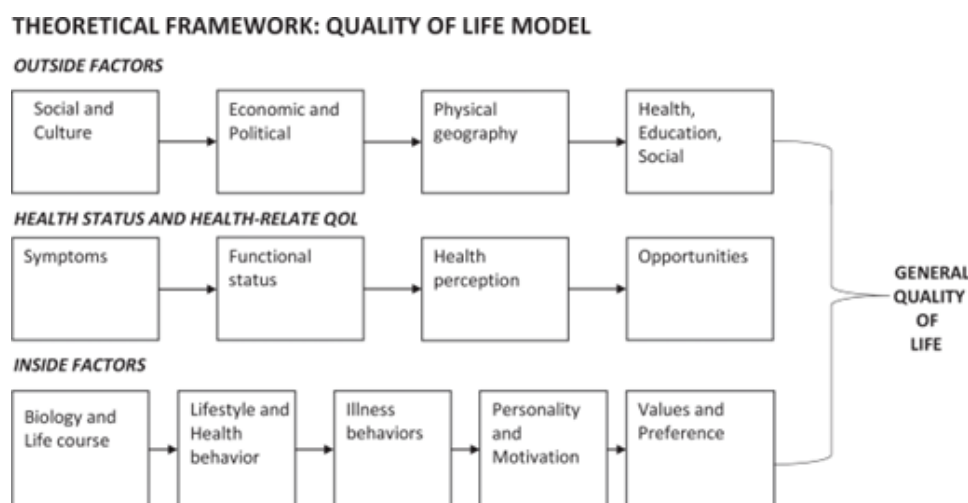 THEORETICAL FRAMEWORK: QUALITY OF LIFE MODEL
OUTSIDE FACTORS
Social and
Culture
Economic and
Political
Physical
geography
Health,
Education,
Social
HEALTH STATUS AND HEALTH-RELATE QOL
Symptoms
Functional
status
Health
perception
Opportunities
GENERAL
QUALITY
OF
LIFE
INSIDE FACTORS
Biology and
Life course
Lifestyle and
Health
behavior
Illness
behaviors
Personality
and
Motivation
Values and
Preference